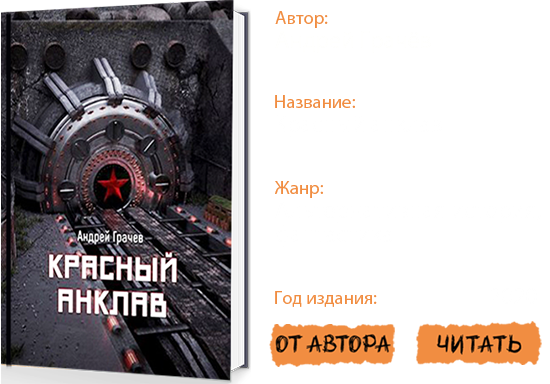 Андрей Грачев
КРАСНЫЙ
АНКЛАВ
Автор:
Название:
Жанр:
Год издания:
ОТ АВТОРА
ЧИТАТЬ